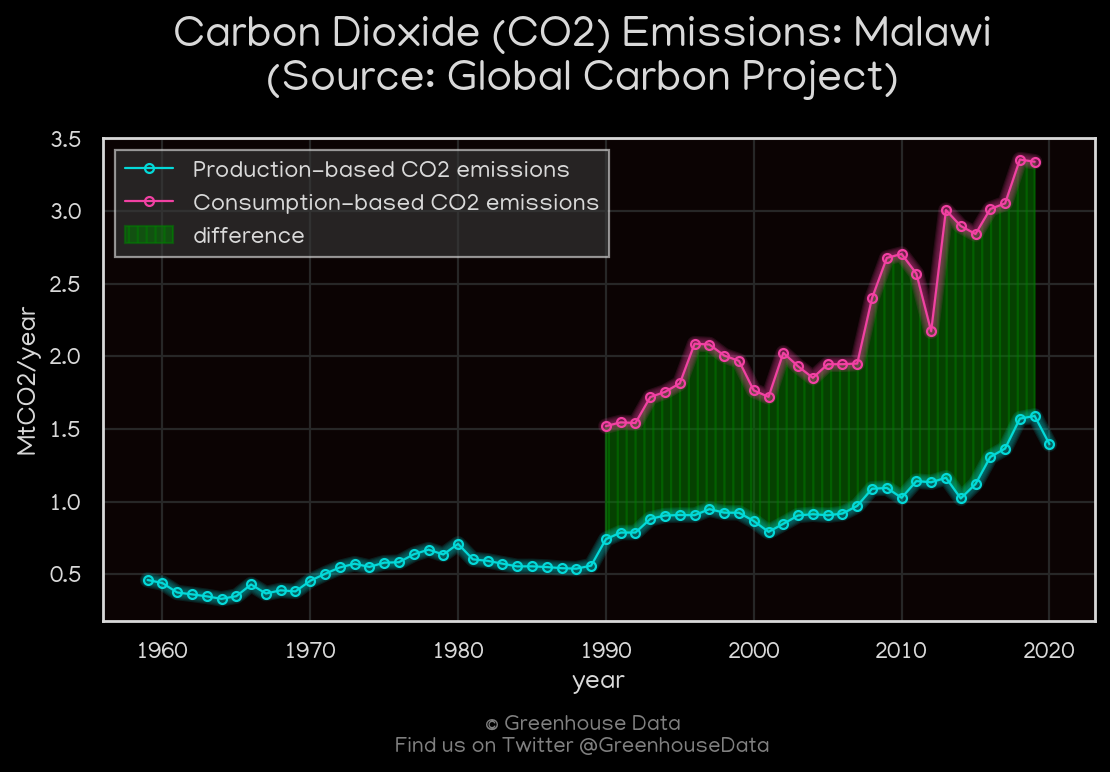 Carbon Dioxide (CO2) Emissions: Malawi
(Source: Global Carbon Project)
3.5
3.0
2.5
2.0
1.5
1.0
0.5
MtCO2/year
Production-based CO2 emissions
Consumption-based CO2 emissions
difference
1960 1970 1980 1990 2000 2010 2020
year
© Greenhouse Data
Find us on Twitter @GreenhouseData